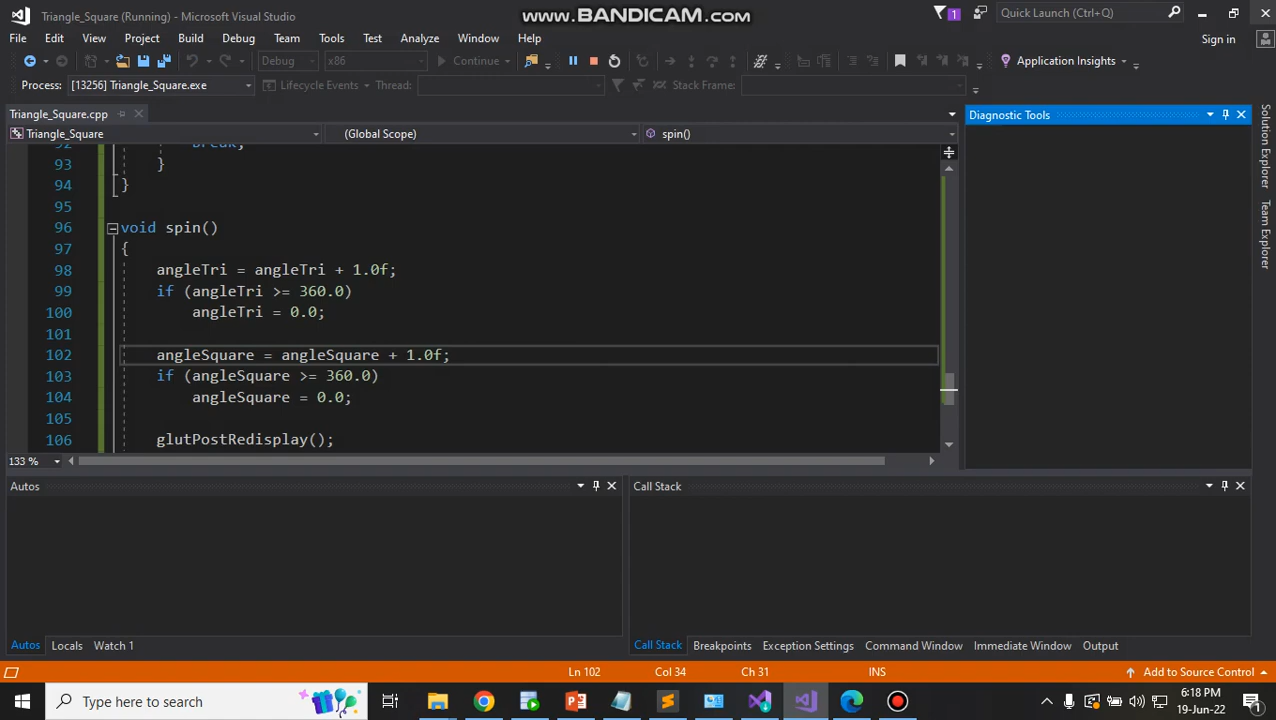 Triangle_Square (Running) - Microsoft Visual Studio
www.BANDICAM.com
1
Quick Launch (Ctrl+Q)
File Edit View Project Build Debug Team Tools Test Analyze Window Help
Sign in
Debug x86 Continue Application Insights
Process: [13256] Triangle_Square.exe Lifecycle Events Thread: Stack Frame:
Triangle_Square.cpp
Diagnostic Tools
Triangle_Square (Global Scope) spin()
Solution Explorer
Team Explorer
92 break;
93 }
94 }
95
96 void spin()
97 {
98 angleTri = angleTri + 1.0f;
99 if (angleTri >= 360.0)
100 angleTri = 0.0;
101
102 angleSquare = angleSquare + 1.0f;
103 if (angleSquare >= 360.0)
104 angleSquare = 0.0;
105
106 glutPostRedisplay();
133 %
Autos
Call Stack
Autos Locals Watch 1
Call Stack Breakpoints Exception Settings Command Window Immediate Window Output
Ln 102 Col 34 Ch 31 INS Add to Source Control
Type here to search
6:18 PM
19-Jun-22
1